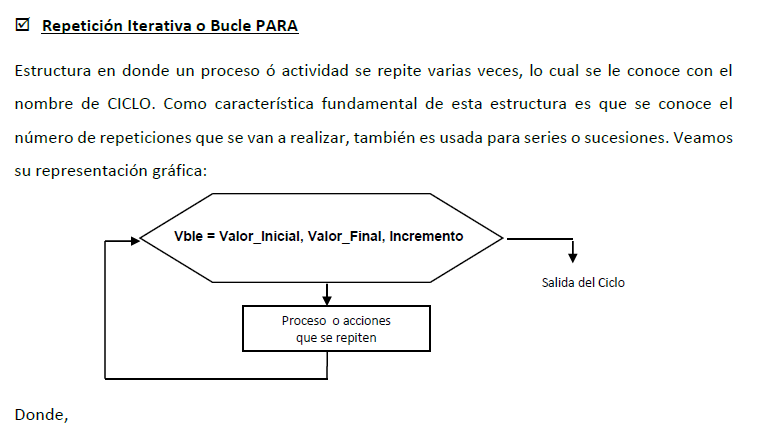 Repetición Iterativa o Bucle PARA
Estructura en donde un proceso ó actividad se repite varias veces, lo cual se le conoce con el
nombre de CICLO. Como característica fundamental de esta estructura es que se conoce el
número de repeticiones que se van a realizar, también es usada para series o sucesiones. Veamos
su representación gráfica:
Vble = Valor_Inicial, Valor_Final, Incremento
Salida del Ciclo
Proceso o acciones
que se repiten
Donde,